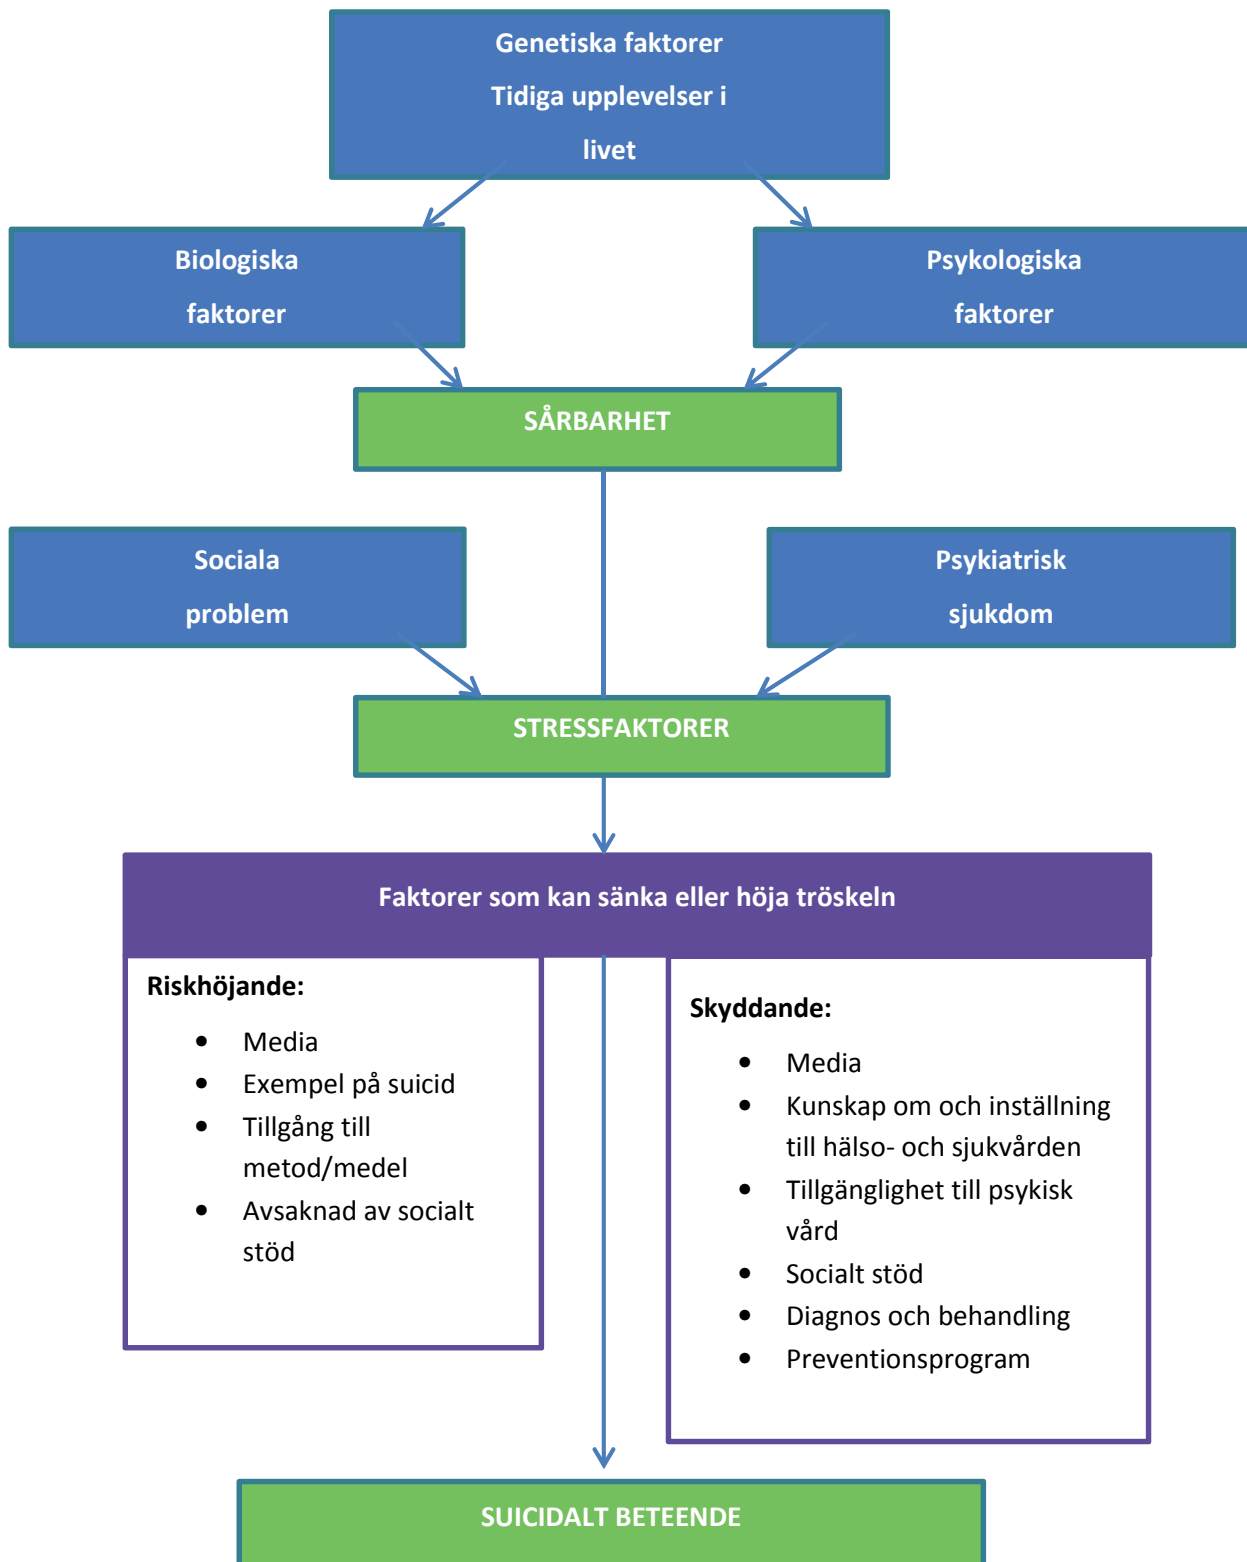 Genetiska faktorer
Tidiga upplevelser i
livet
Biologiska
faktorer
Psykologiska
faktorer
SÅRBARHET
Sociala
problem
Psykiatrisk
sjukdom
STRESSFAKTORER
Faktorer som kan sänka eller höja tröskeln
Riskhöjande:
• Media
• Exempel på suicid
• Tillgång till
metod/medel
• Avsaknad av socialt
stöd
Skyddande:
• Media
• Kunskap om och inställning
till hälso- och sjukvården
• Tillgänglighet till psykisk
vård
• Socialt stöd
• Diagnos och behandling
• Preventionsprogram
SUICIDALT BETEENDE